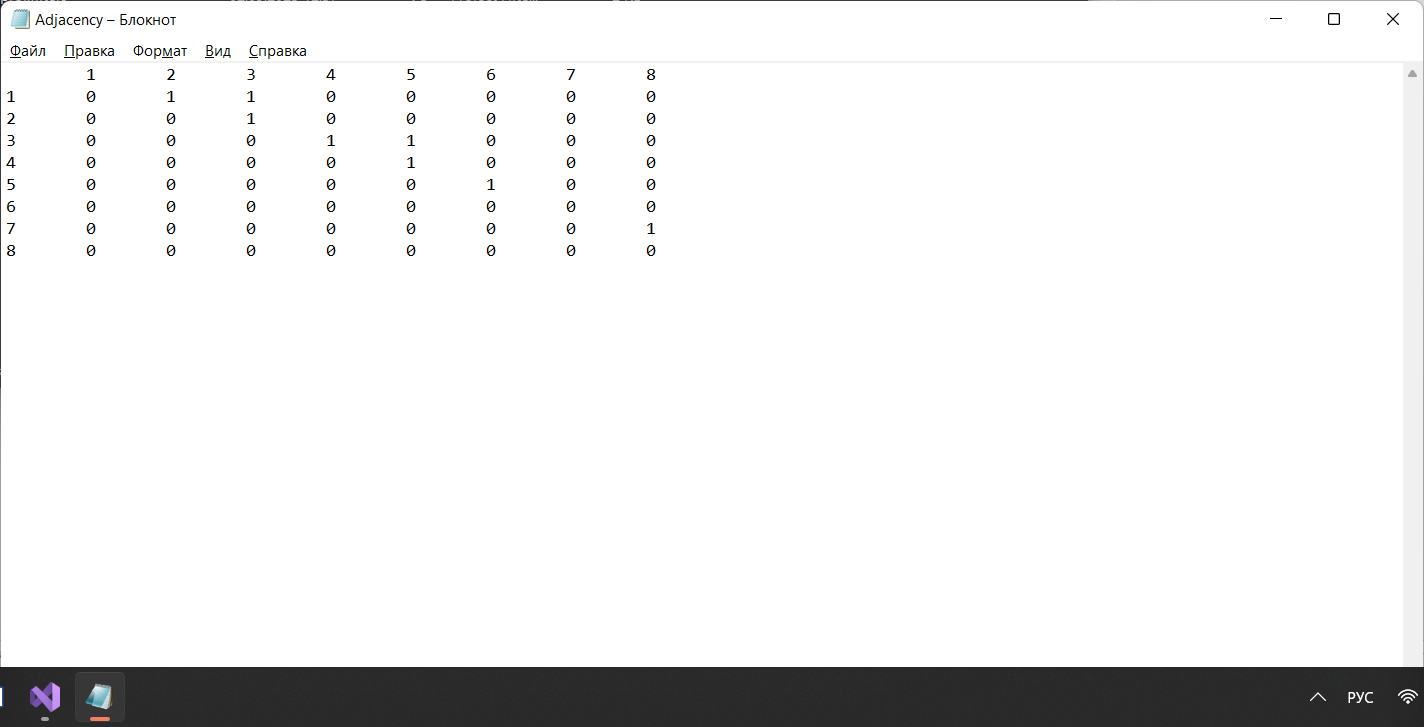 Adjacency – Блокнот
Файл Правка Формат Вид Справка
1 2 3 4 5 6 7 8
1 0 1 1 0 0 0 0 0
2 0 0 1 0 0 0 0 0
3 0 0 0 1 1 0 0 0
4 0 0 0 0 1 0 0 0
5 0 0 0 0 0 1 0 0
6 0 0 0 0 0 0 0 0
7 0 0 0 0 0 0 0 1
8 0 0 0 0 0 0 0 0
РУС